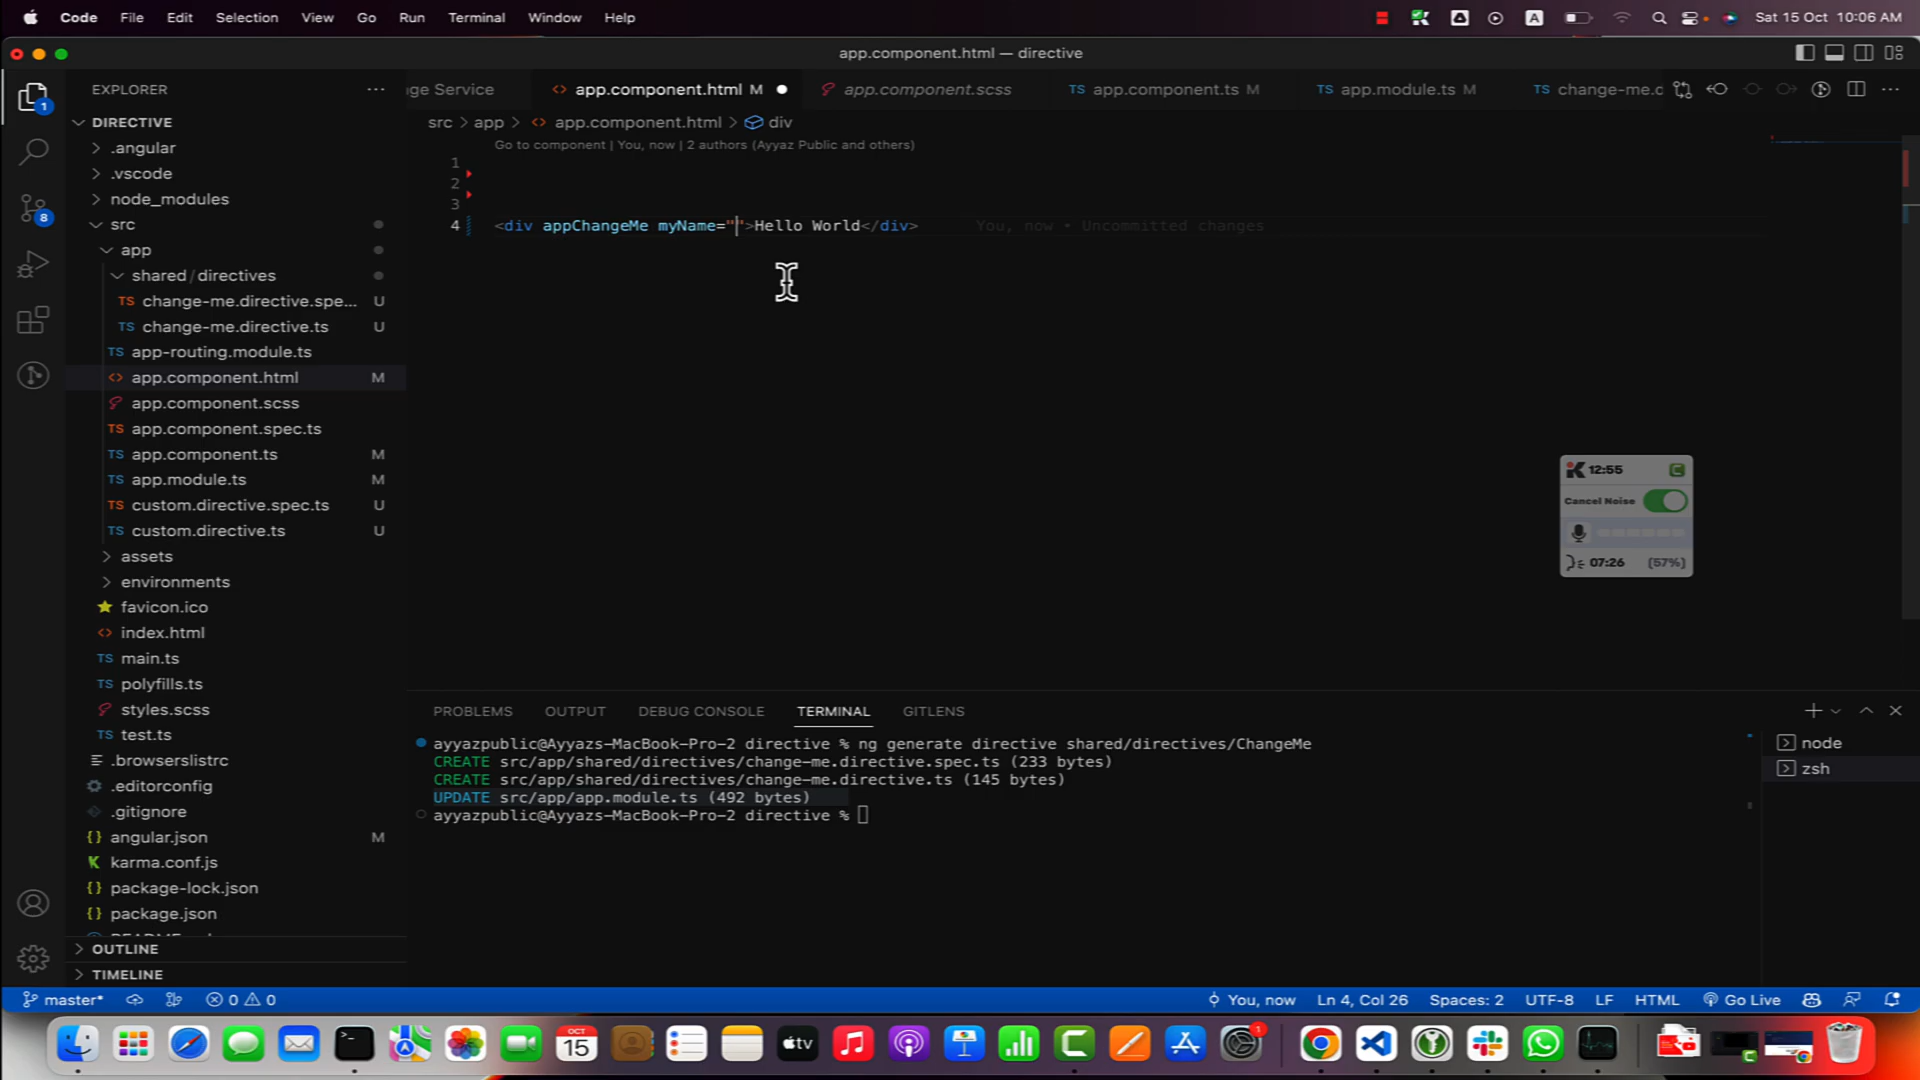 Code File Edit Selection View Go Run Terminal Window Help
A
Sat 15 Oct 10:06 AM
app.component.html — directive
EXPLORER
ge Service
app.component.html M
app.component.scss
TS app.component.ts M
TS app.module.ts M
TS change-me.d
1
DIRECTIVE
src > app > app.component.html > div
Go to component | You, now | 2 authors (Ayyaz Public and others)
1
2
3
4 <div appChangeMe myName="">Hello World</div> You, now • Uncommitted changes
.angular
.vscode
node_modules
8
src
app
shared / directives
TS change-me.directive.spe... U
TS change-me.directive.ts U
TS app-routing.module.ts
<> app.component.html M
app.component.scss
TS app.component.spec.ts
TS app.component.ts M
TS app.module.ts M
TS custom.directive.spec.ts U
TS custom.directive.ts U
assets
environments
favicon.ico
<> index.html
TS main.ts
TS polyfills.ts
styles.scss
TS test.ts
.browserslistrc
.editorconfig
.gitignore
{} angular.json M
K karma.conf.js
{} package-lock.json
{} package.json
OUTLINE
TIMELINE
12:55
Cancel Noise
07:26 (57%)
PROBLEMS OUTPUT DEBUG CONSOLE TERMINAL GITLENS
ayyazpublic@Ayyazs-MacBook-Pro-2 directive % ng generate directive shared/directives/ChangeMe
CREATE src/app/shared/directives/change-me.directive.spec.ts (233 bytes)
CREATE src/app/shared/directives/change-me.directive.ts (145 bytes)
UPDATE src/app/app.module.ts (492 bytes)
ayyazpublic@Ayyazs-MacBook-Pro-2 directive %
node
zsh
master* 0 0
You, now Ln 4, Col 26 Spaces: 2 UTF-8 LF HTML Go Live
OCT
15
tv
1